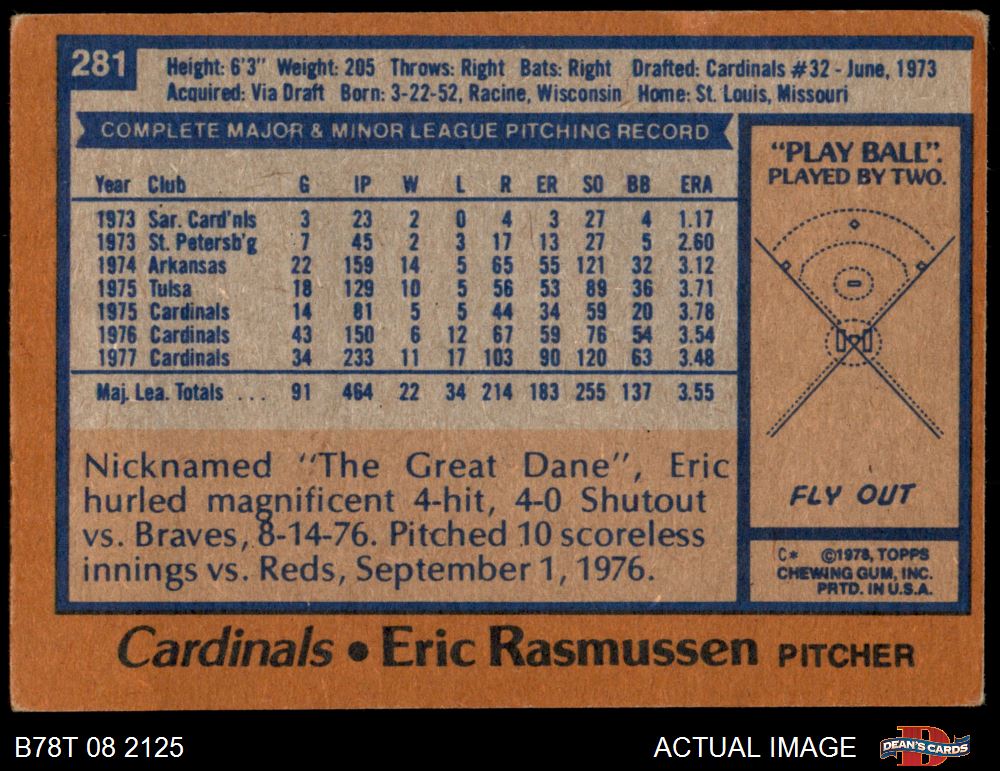 281
Height: 6'3" Weight: 205 Throws: Right Bats: Right Drafted: Cardinals #32 - June, 1973
Acquired: Via Draft Born: 3-22-52, Racine, Wisconsin Home: St. Louis, Missouri
COMPLETE MAJOR & MINOR LEAGUE PITCHING RECORD
Year Club G IP W L R ER SO BB ERA
1973 Sar. Card'nls 3 23 2 0 4 3 27 4 1.17
1973 St. Petersb'g 7 45 2 3 17 13 27 5 2.60
1974 Arkansas 22 159 14 5 65 55 121 32 3.12
1975 Tulsa 18 129 10 5 56 53 89 36 3.71
1975 Cardinals 14 81 5 5 44 34 59 20 3.78
1976 Cardinals 43 150 6 12 67 59 76 54 3.54
1977 Cardinals 34 233 11 17 103 90 120 63 3.48
Maj. Lea. Totals ... 91 464 22 34 214 183 255 137 3.55
Nicknamed "The Great Dane", Eric
hurled magnificent 4-hit, 4-0 Shutout
vs. Braves, 8-14-76. Pitched 10 scoreless
innings vs. Reds, September 1, 1976.
"PLAY BALL".
PLAYED BY TWO.
FLY OUT
C* ©1978, TOPPS
CHEWING GUM, INC.
PRTD. IN U.S.A.
Cardinals • Eric Rasmussen PITCHER
B78T 08 2125
ACTUAL IMAGE
DEAN'S CARDS